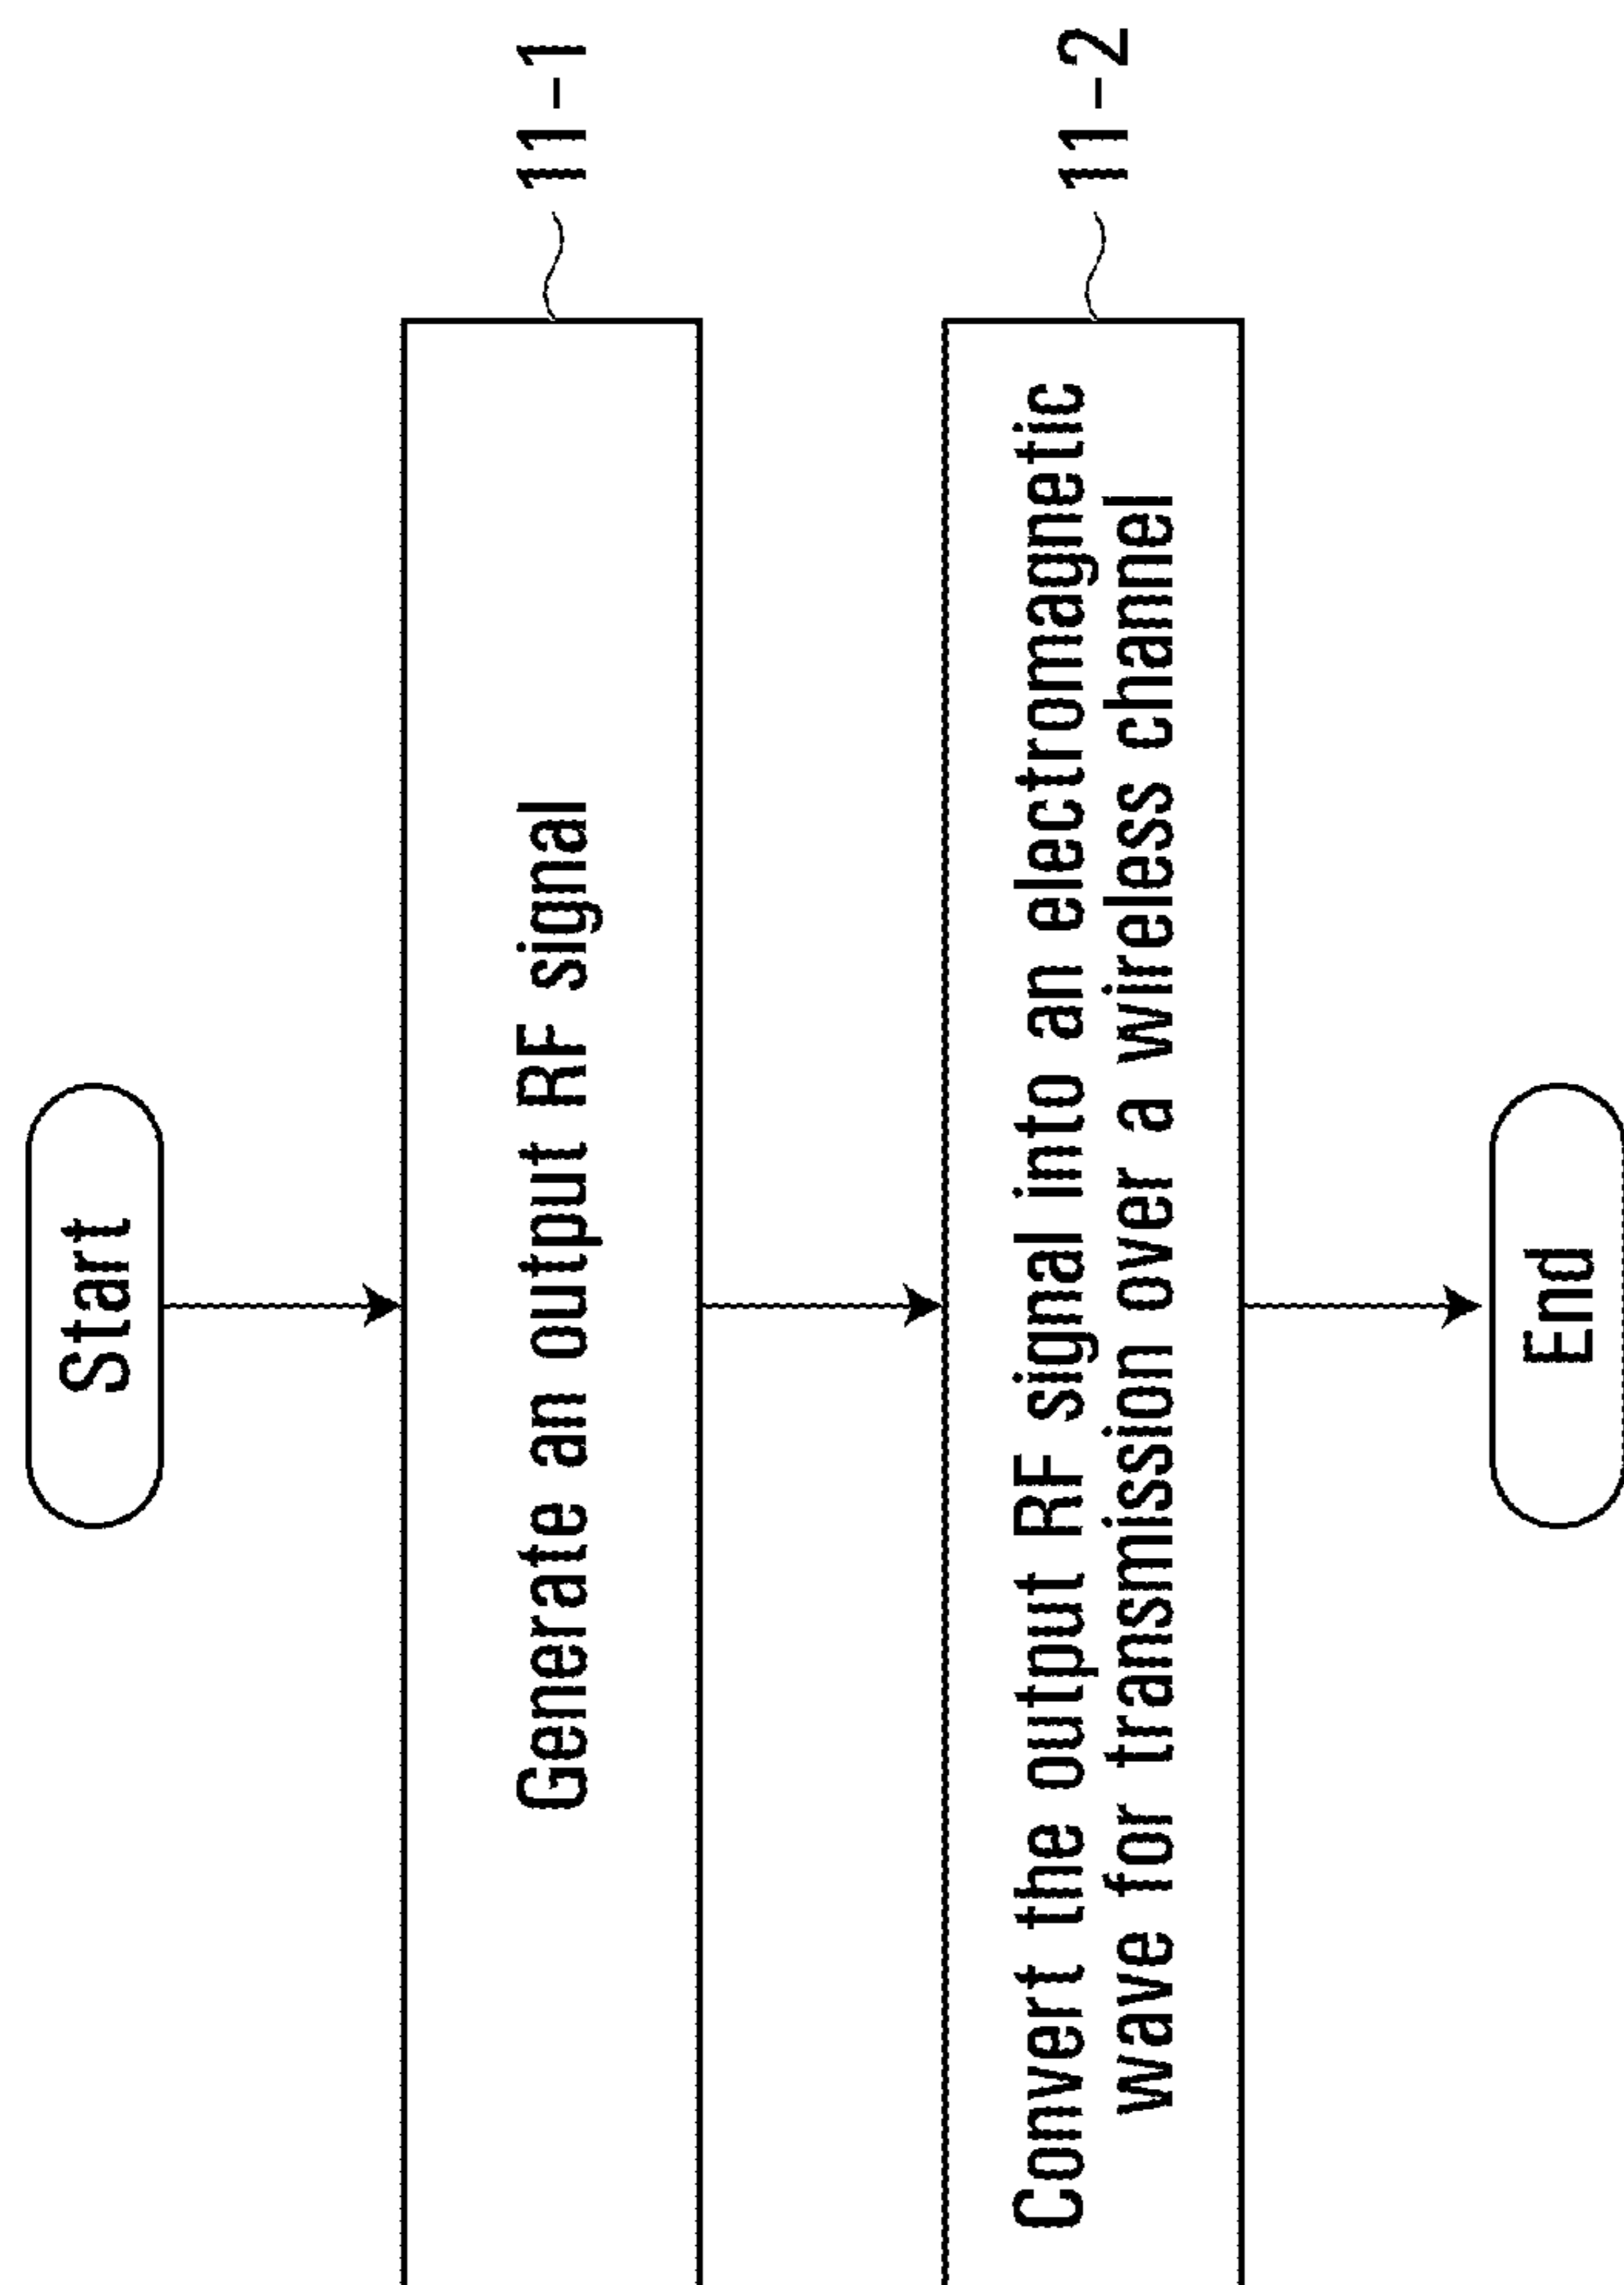 Start
Generate an output RF signal
11-1
Convert the output RF signal into an electromagnetic
wave for transmission over a wireless channel
11-2
End